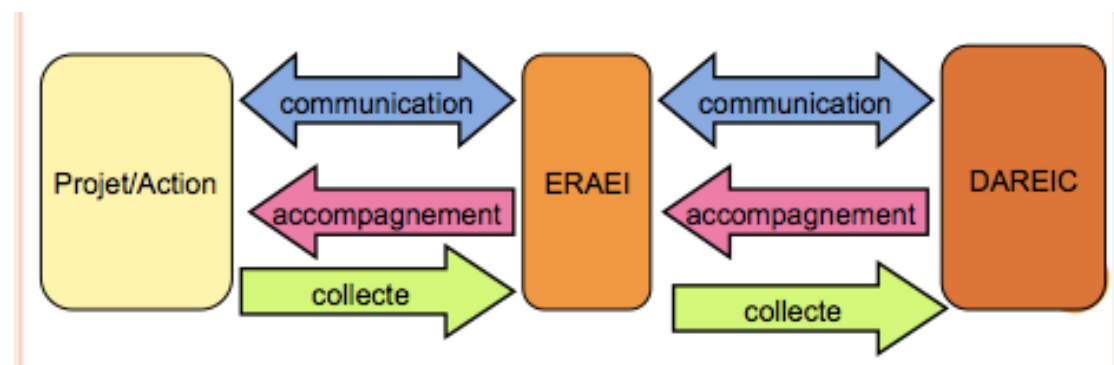 communication
communication
Projet/Action
ERAEI
DAREIC
accompagnement
accompagnement
collecte
collecte